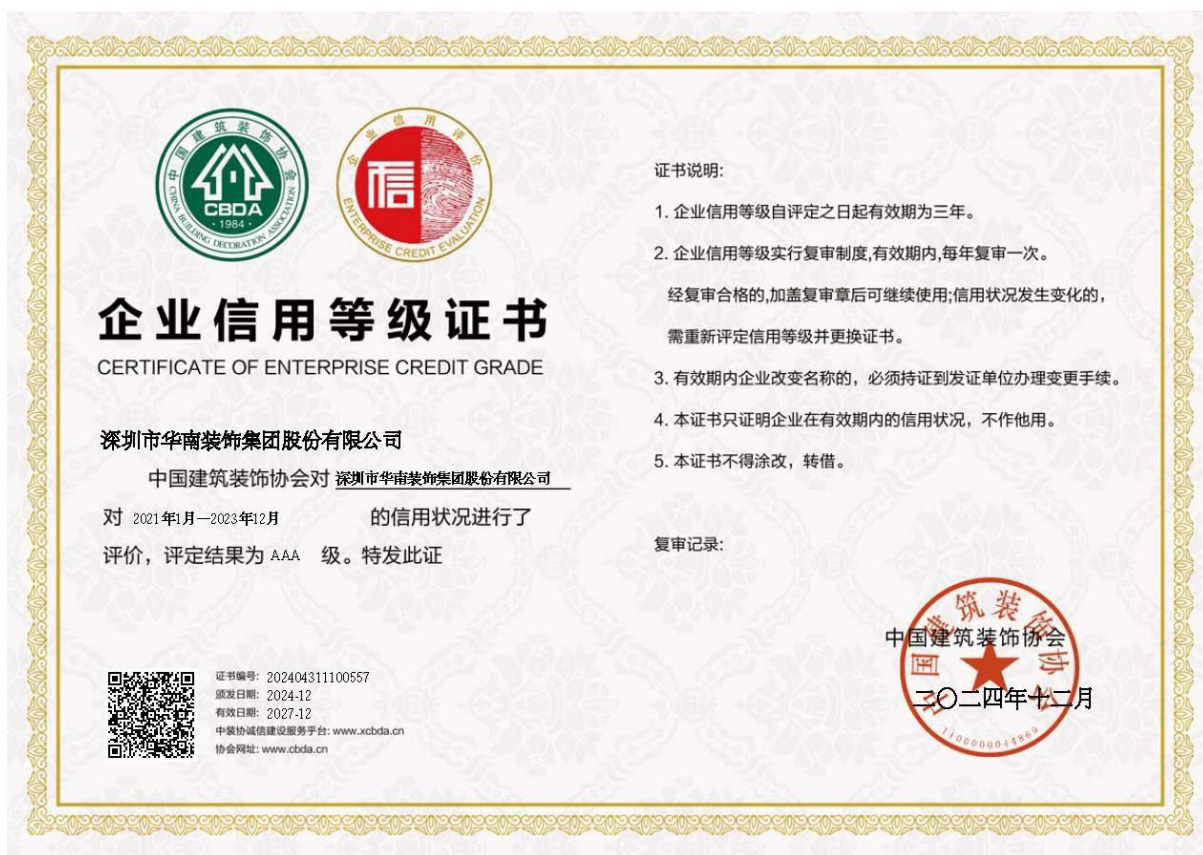 中国建筑装饰协会
CBDA
·1984·
CHINA BUILDING DECORATION ASSOCIATION
企业信用评价
信
ENTERPRISE CREDIT EVALUATION
企业信用等级证书
CERTIFICATE OF ENTERPRISE CREDIT GRADE
深圳市华南装饰集团股份有限公司
中国建筑装饰协会对 深圳市华南装饰集团股份有限公司
对 2021年1月—2023年12月 的信用状况进行了
评价，评定结果为 AAA 级。特发此证
证书编号: 202404311100557
颁发日期: 2024-12
有效日期: 2027-12
中装协诚信建设服务平台: www.xcbda.cn
协会网址: www.cbda.cn
证书说明:
1. 企业信用等级自评定之日起有效期为三年。
2. 企业信用等级实行复审制度,有效期内,每年复审一次。
经复审合格的,加盖复审章后可继续使用;信用状况发生变化的，
需重新评定信用等级并更换证书。
3. 有效期内企业改变名称的，必须持证到发证单位办理变更手续。
4. 本证书只证明企业在有效期内的信用状况，不作他用。
5. 本证书不得涂改，转借。
复审记录:
中国建筑装饰协会
中国建筑装饰协会
二〇二四年十二月
1100000014869